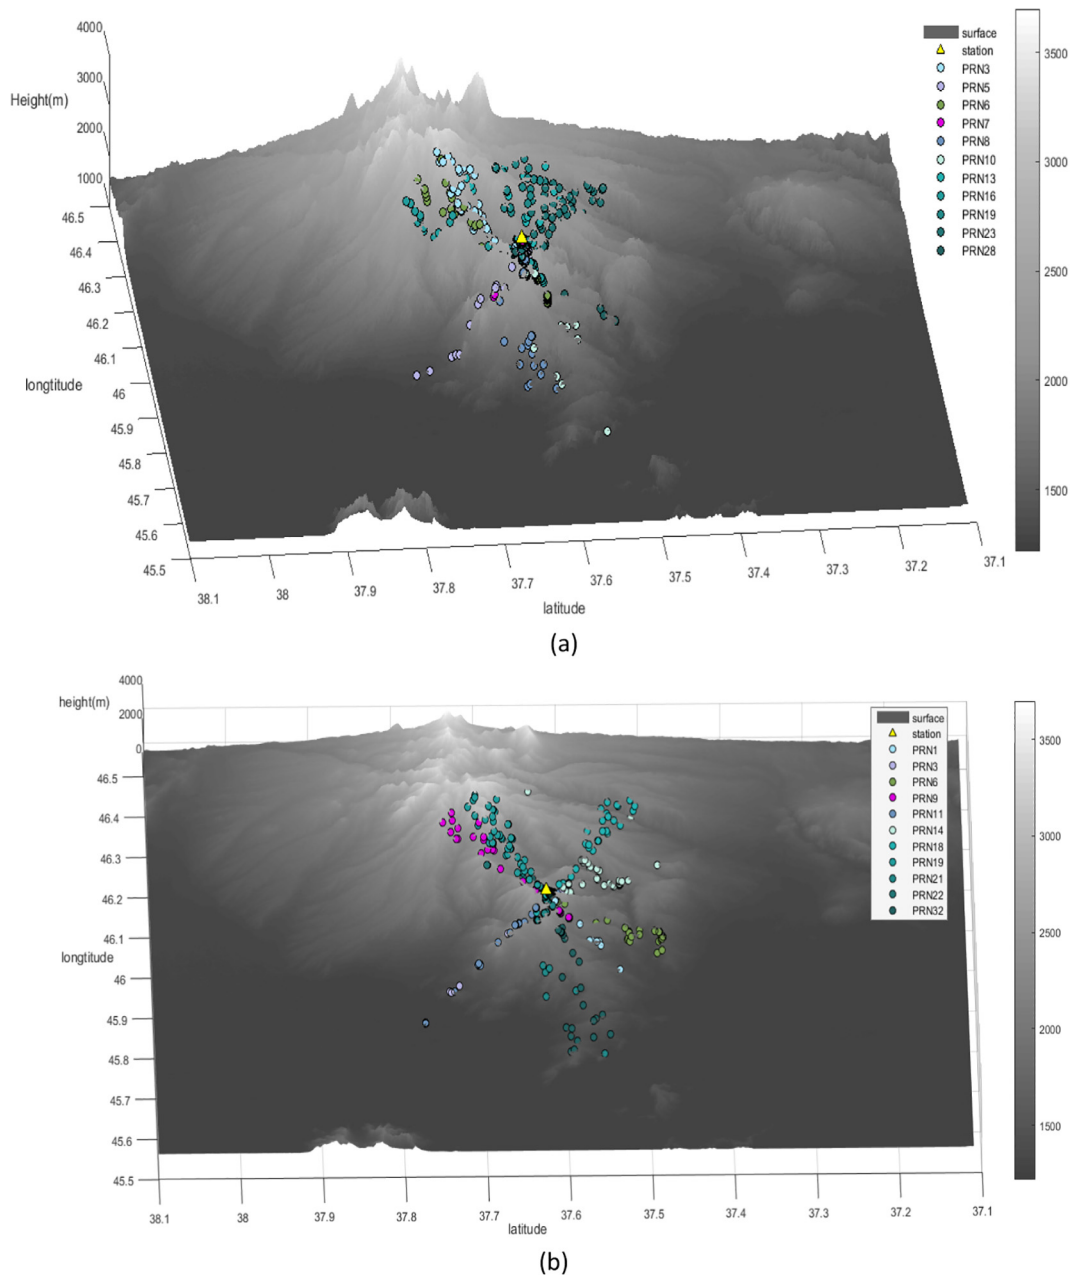 (a)
4000
3000
2000
1000
Height(m)
46.5
46.4
46.3
46.2
46.1
46
45.9
45.8
45.7
45.6
45.5
longtitude
38.1
38
37.9
37.8
37.7
37.6
37.5
37.4
37.3
37.2
37.1
latitude
surface
station
PRN3
PRN5
PRN6
PRN7
PRN8
PRN10
PRN13
PRN16
PRN19
PRN23
PRN28
3500
3000
2500
2000
1500
(a)
height(m)
4000
2000
0
46.5
46.4
46.3
46.2
46.1
46
45.9
45.8
45.7
45.6
45.5
longtitude
38.1
38
37.9
37.8
37.7
37.6
37.5
37.4
37.3
37.2
37.1
latitude
surface
station
PRN1
PRN3
PRN6
PRN9
PRN11
PRN14
PRN18
PRN19
PRN21
PRN22
PRN32
3500
3000
2500
2000
1500
(b)